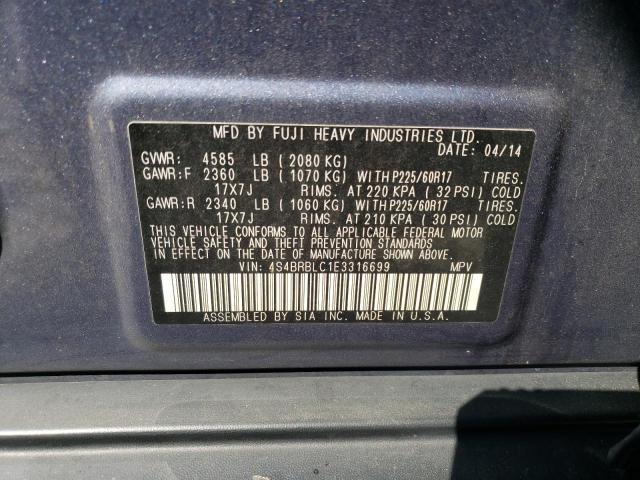 MFD BY FUJI HEAVY INDUSTRIES LTD.
DATE: 04/14
GVWR: 4585 LB ( 2080 KG)
GAWR:F 2360 LB ( 1070 KG) WITH P225/60R17 TIRES.
17X7J RIMS. AT 220 KPA ( 32 PSI) COLD
GAWR:R 2340 LB ( 1060 KG) WITH P225/60R17 TIRES.
17X7J RIMS. AT 210 KPA ( 30 PSI) COLD
THIS VEHICLE CONFORMS TO ALL APPLICABLE FEDERAL MOTOR
VEHICLE SAFETY AND THEFT PREVENTION STANDARDS
IN EFFECT ON THE DATE OF MANUFACTURE SHOWN ABOVE.
VIN: 4S4BRBLC1E3316699 MPV
ASSEMBLED BY SIA INC. MADE IN U.S.A.